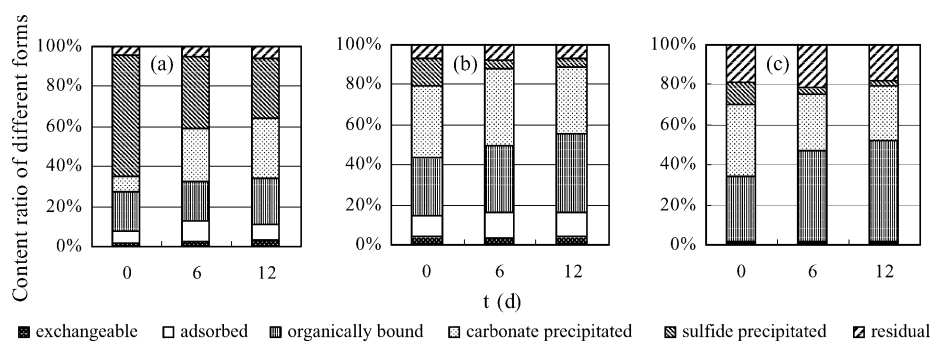 Content ratio of different forms
100%
80%
60%
40%
20%
0%
(a)
0 6 12
100%
80%
60%
40%
20%
0%
(b)
0 6 12
100%
80%
60%
40%
20%
0%
(c)
0 6 12
t (d)
exchangeable adsorbed organically bound carbonate precipitated sulfide precipitated residual